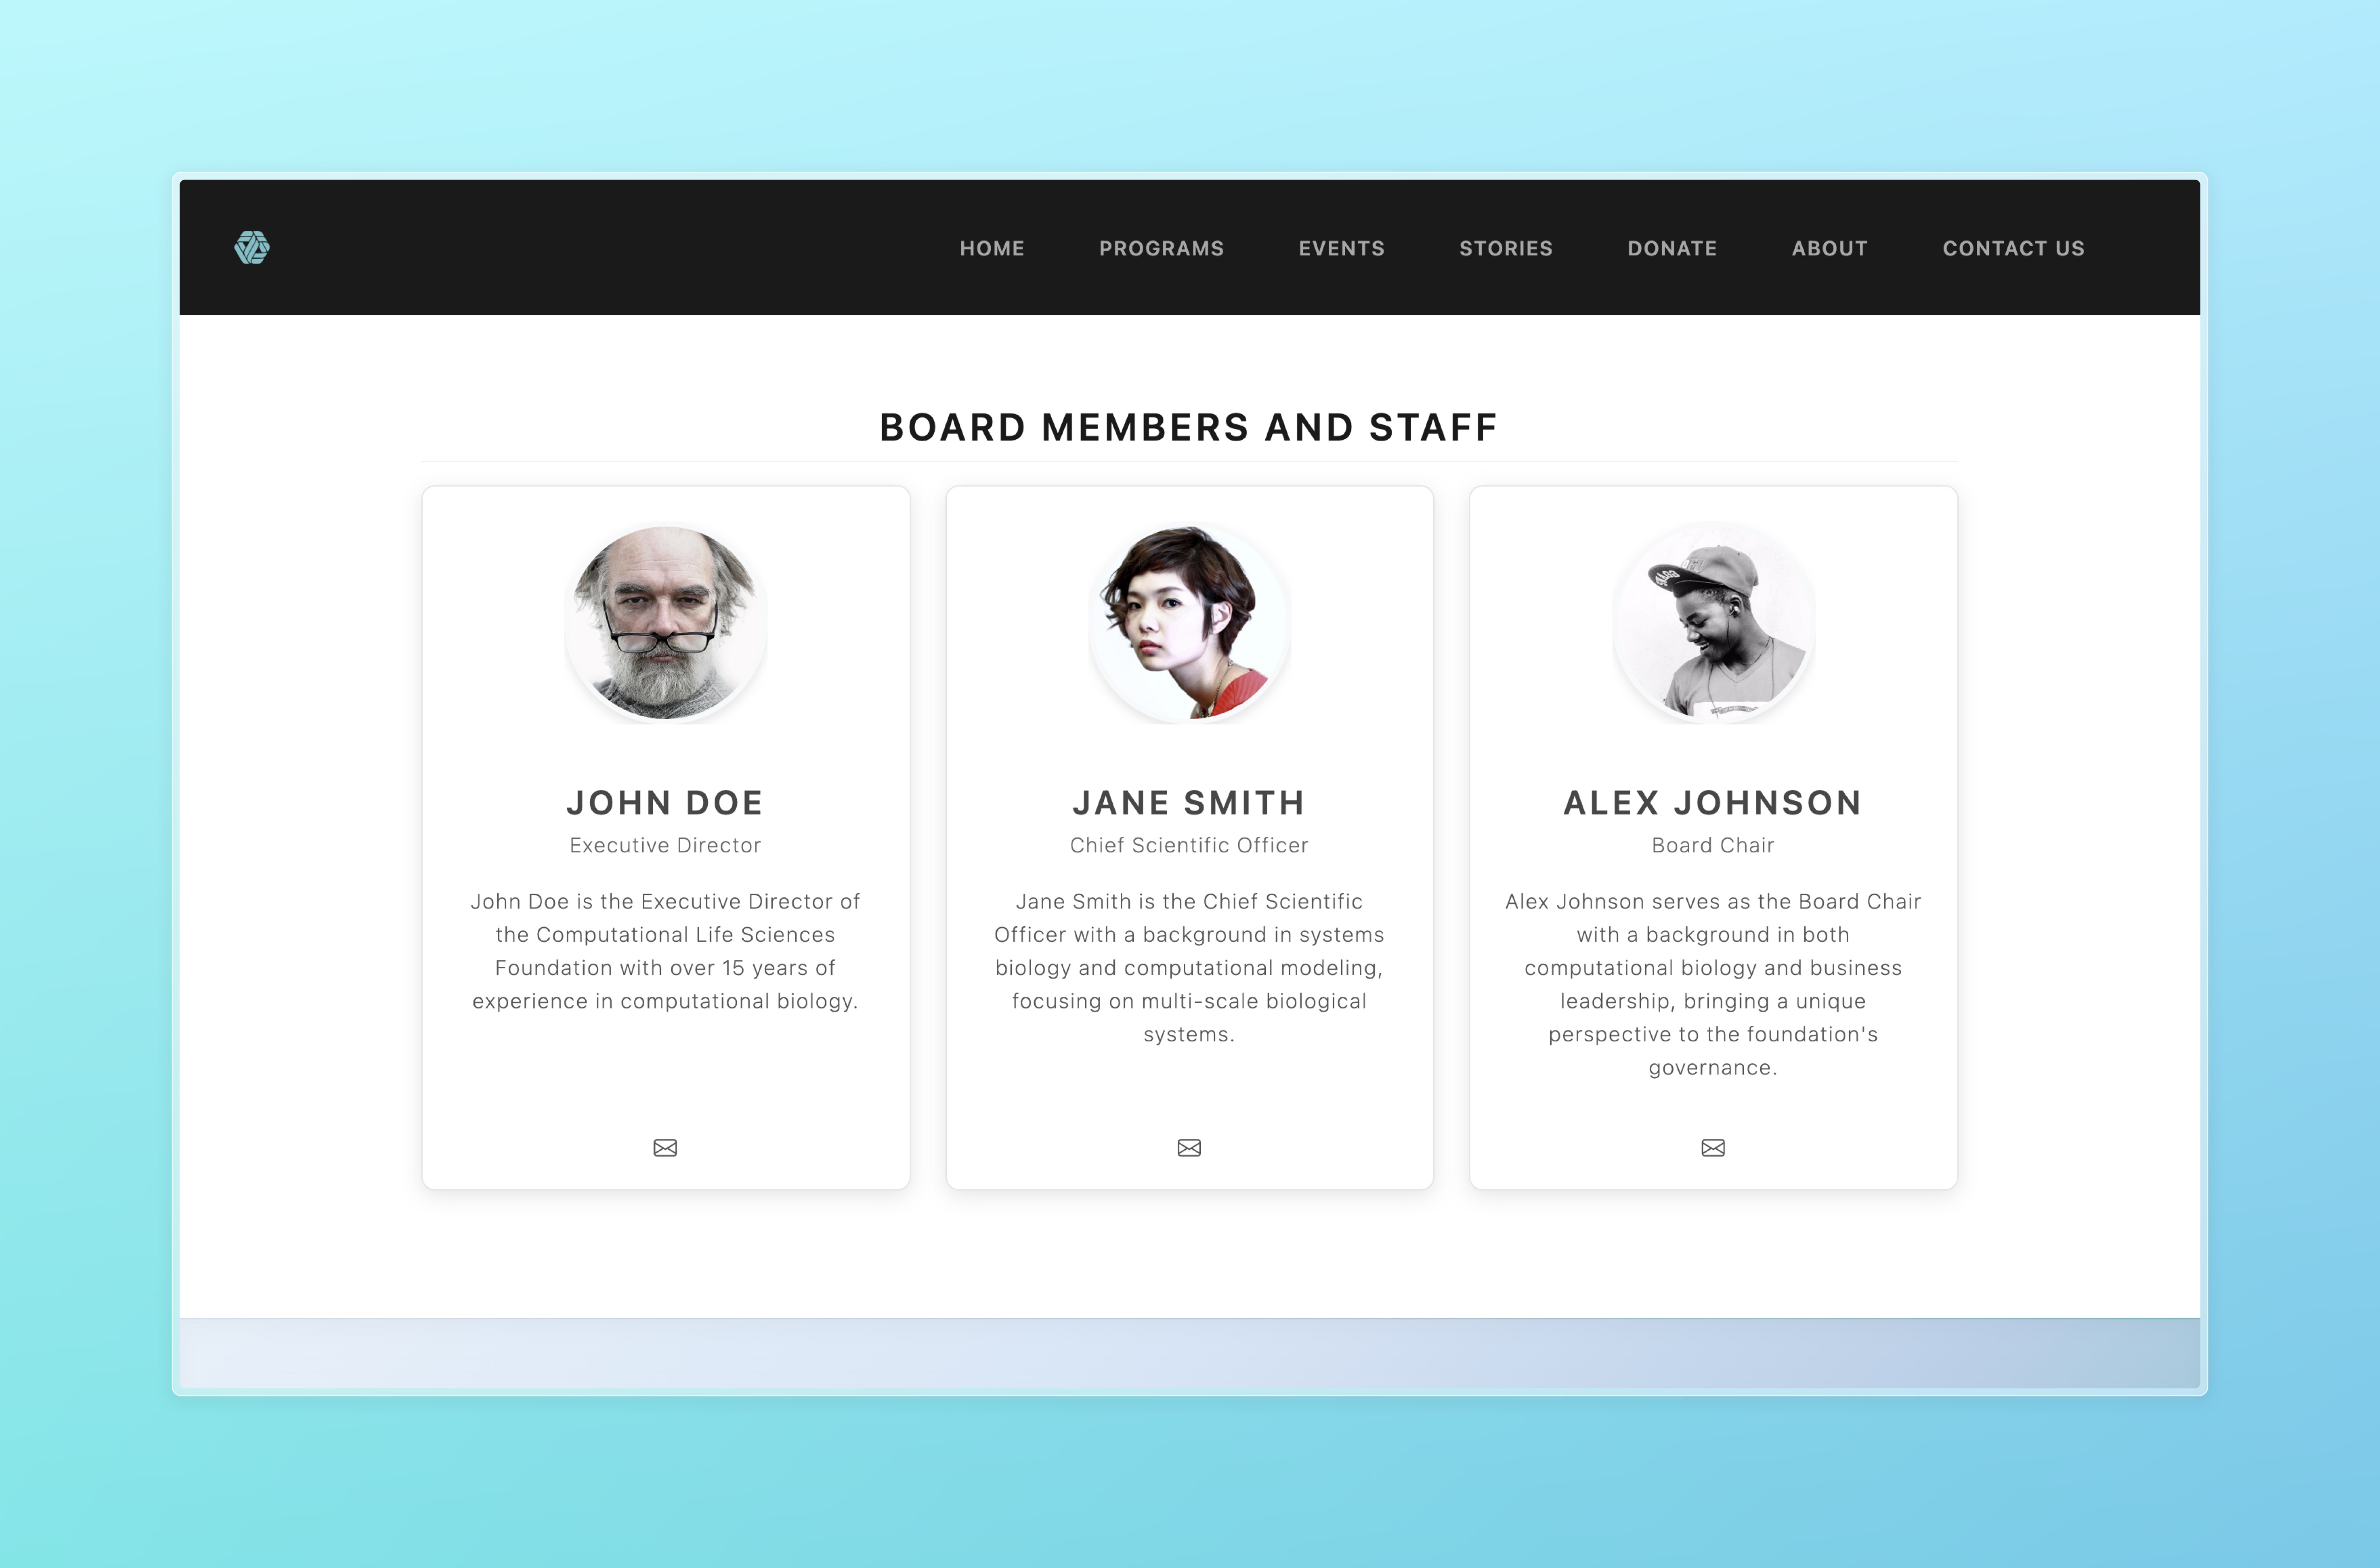 HOME PROGRAMS EVENTS STORIES DONATE ABOUT CONTACT US
BOARD MEMBERS AND STAFF
JOHN DOE
Executive Director
John Doe is the Executive Director of
the Computational Life Sciences
Foundation with over 15 years of
experience in computational biology.
JANE SMITH
Chief Scientific Officer
Jane Smith is the Chief Scientific
Officer with a background in systems
biology and computational modeling,
focusing on multi-scale biological
systems.
ALEX JOHNSON
Board Chair
Alex Johnson serves as the Board Chair
with a background in both
computational biology and business
leadership, bringing a unique
perspective to the foundation's
governance.